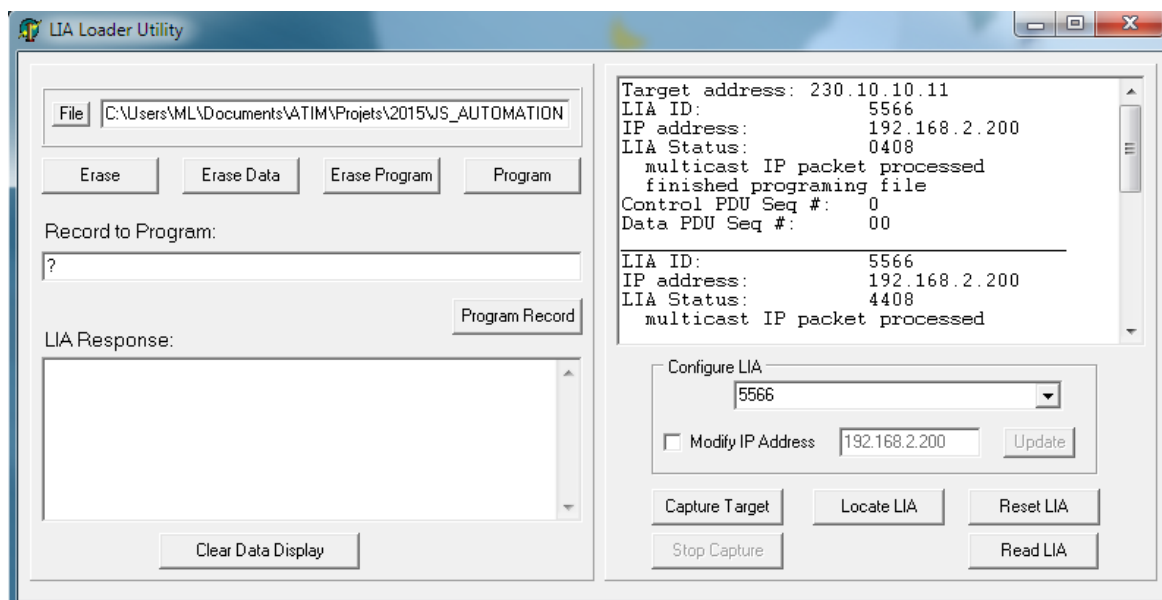 LIA Loader Utility
File C:\Users\ML\Documents\ATIM\Projets\2015\JS_AUTOMATION
Erase Erase Data Erase Program Program
Record to Program:
?
Program Record
LIA Response:
Clear Data Display
Target address: 230.10.10.11
LIA ID: 5566
IP address: 192.168.2.200
LIA Status: 0408
multicast IP packet processed
finished programing file
Control PDU Seq #: 0
Data PDU Seq #: 00
LIA ID: 5566
IP address: 192.168.2.200
LIA Status: 4408
multicast IP packet processed
Configure LIA
5566
Modify IP Address 192.168.2.200 Update
Capture Target Locate LIA Reset LIA
Stop Capture Read LIA